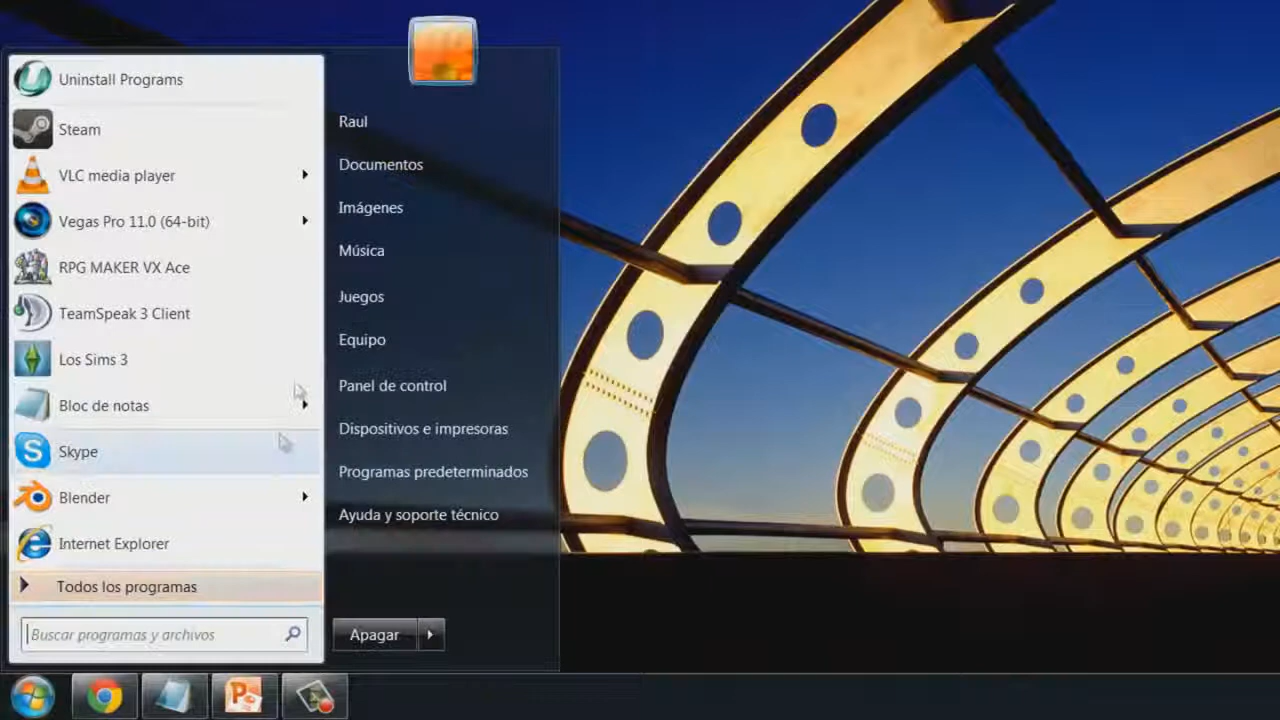 Uninstall Programs
Steam
VLC media player
Vegas Pro 11.0 (64-bit)
RPG MAKER VX Ace
TeamSpeak 3 Client
Los Sims 3
Bloc de notas
Skype
Blender
Internet Explorer
Todos los programas
Buscar programas y archivos
Raul
Documentos
Imágenes
Música
Juegos
Equipo
Panel de control
Dispositivos e impresoras
Programas predeterminados
Ayuda y soporte técnico
Apagar